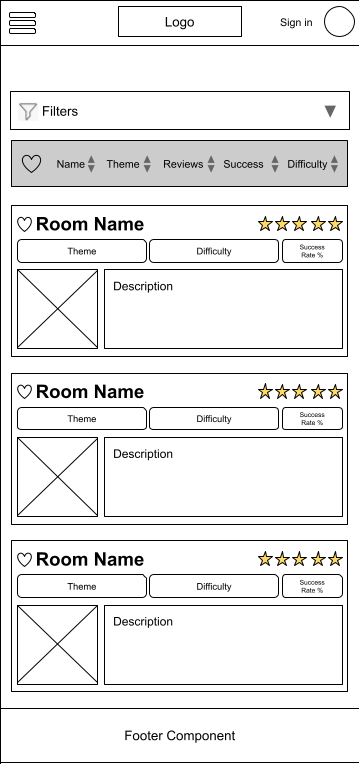 Logo
Sign in
Filters
Name Theme Reviews Success Difficulty
Room Name
Theme Difficulty Success
Rate %
Description
Room Name
Theme Difficulty Success
Rate %
Description
Room Name
Theme Difficulty Success
Rate %
Description
Footer Component